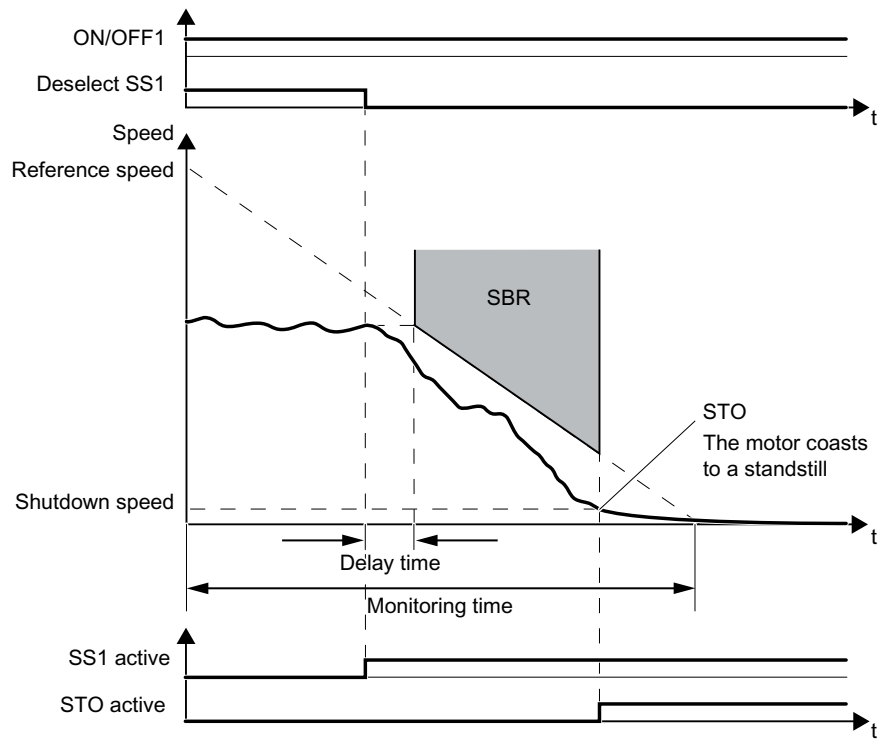 ON/OFF1
Deselect SS1
t
Speed
Reference speed
SBR
STO
The motor coasts
to a standstill
Shutdown speed
t
Delay time
Monitoring time
SS1 active
STO active
t